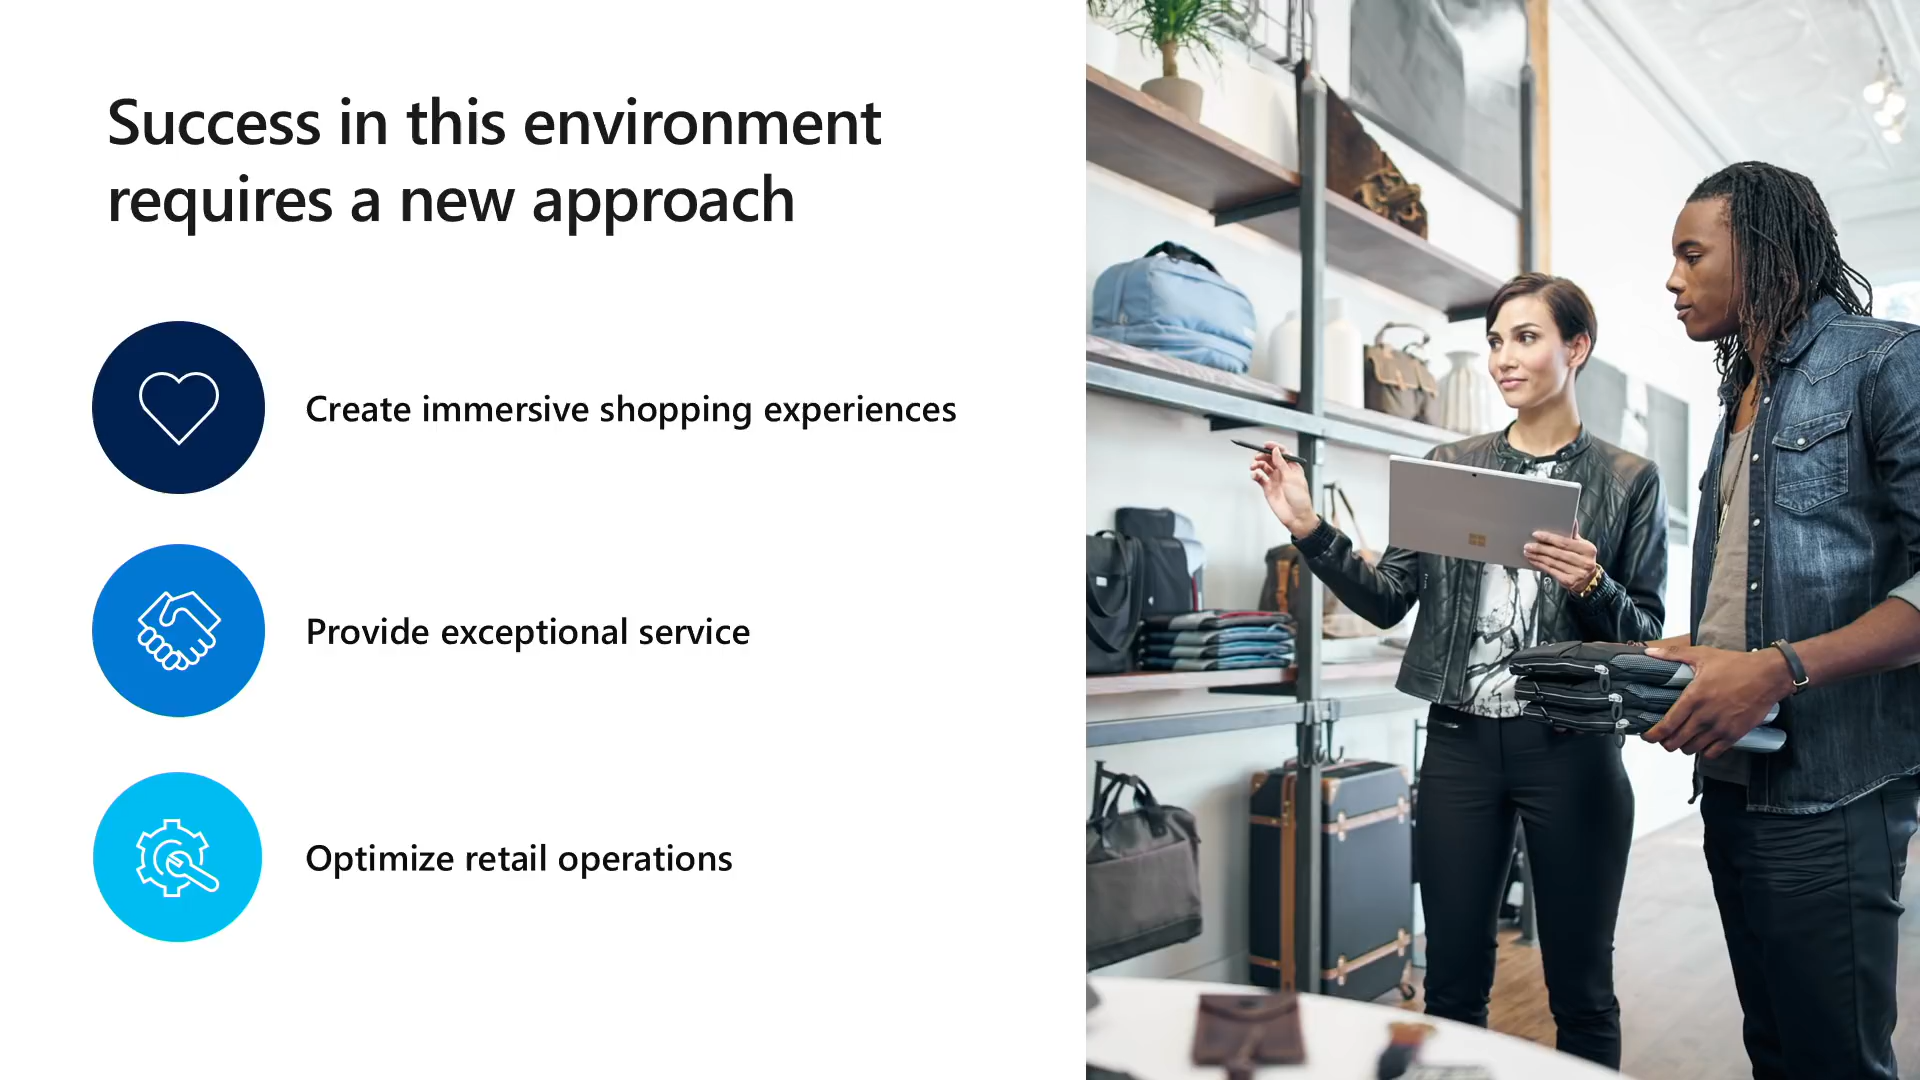 Success in this environment
requires a new approach
Create immersive shopping experiences
Provide exceptional service
Optimize retail operations